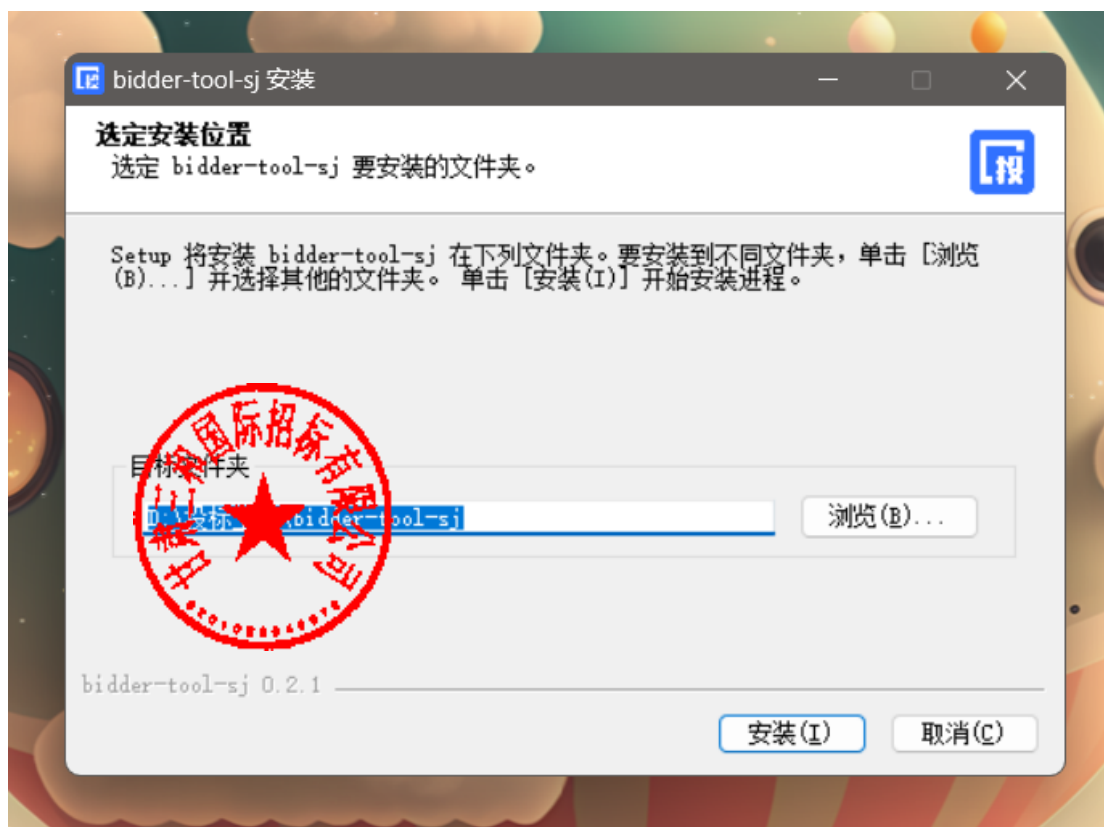 bidder-tool-sj 安装
选定安装位置
选定 bidder-tool-sj 要安装的文件夹。
投
Setup 将安装 bidder-tool-sj 在下列文件夹。要安装到不同文件夹，单击 [浏览
(B)...] 并选择其他的文件夹。 单击 [安装(I)] 开始安装进程。
目标文件夹
D:\投标\bidder-tool-sj
浏览(B)...
国际招标有限公司
bidder-tool-sj 0.2.1
安装(I)
取消(C)